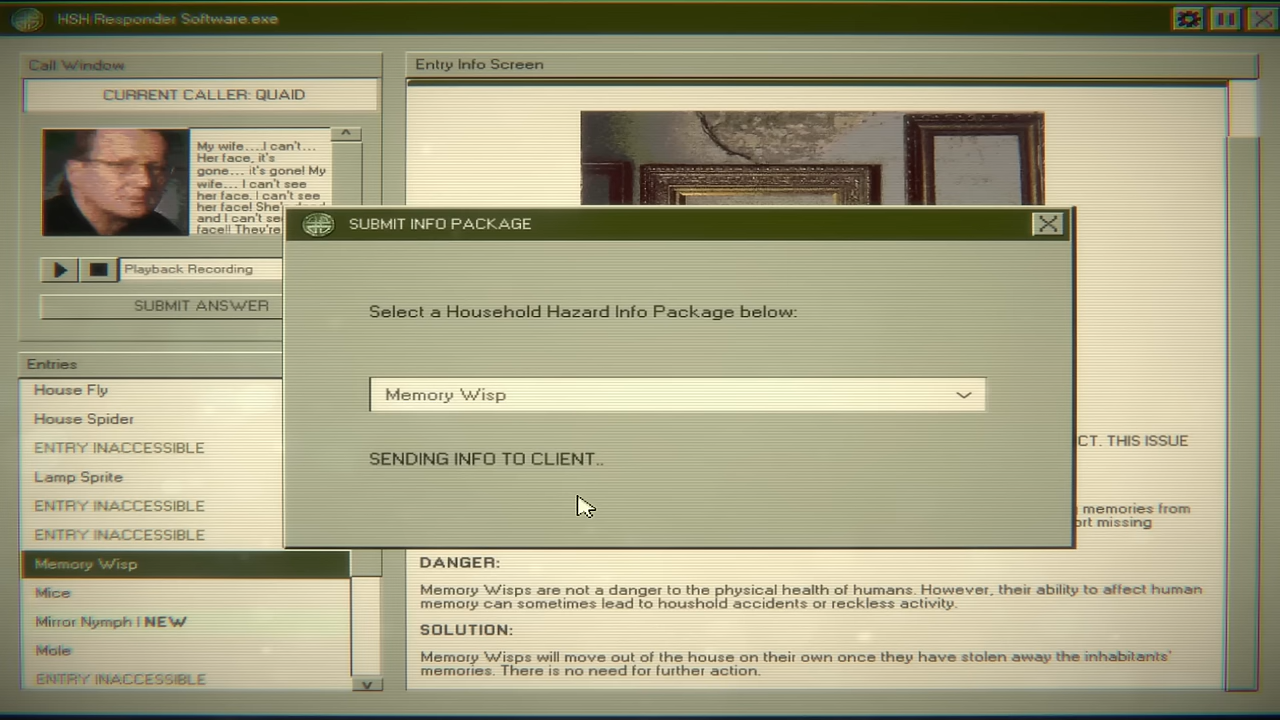 HSH Responder Software.exe
Call Window
CURRENT CALLER: QUAID
My wife....I can't...
Her face, it's
gone... it's gone! My
wife... I can't see
her face. I can't see
her face! She's
and I can't see
face!! They're
Playback Recording
SUBMIT ANSWER
Entries
House Fly
House Spider
ENTRY INACCESSIBLE
Lamp Sprite
ENTRY INACCESSIBLE
ENTRY INACCESSIBLE
Memory Wisp
Mice
Mirror Nymph | NEW
Mole
ENTRY INACCESSIBLE
Entry Info Screen
SUBMIT INFO PACKAGE
Select a Household Hazard Info Package below:
Memory Wisp
SENDING INFO TO CLIENT..
CT. THIS ISSUE
memories from
ort missing
DANGER:
Memory Wisps are not a danger to the physical health of humans. However, their ability to affect human
memory can sometimes lead to houshold accidents or reckless activity.
SOLUTION:
Memory Wisps will move out of the house on their own once they have stolen away the inhabitants'
memories. There is no need for further action.